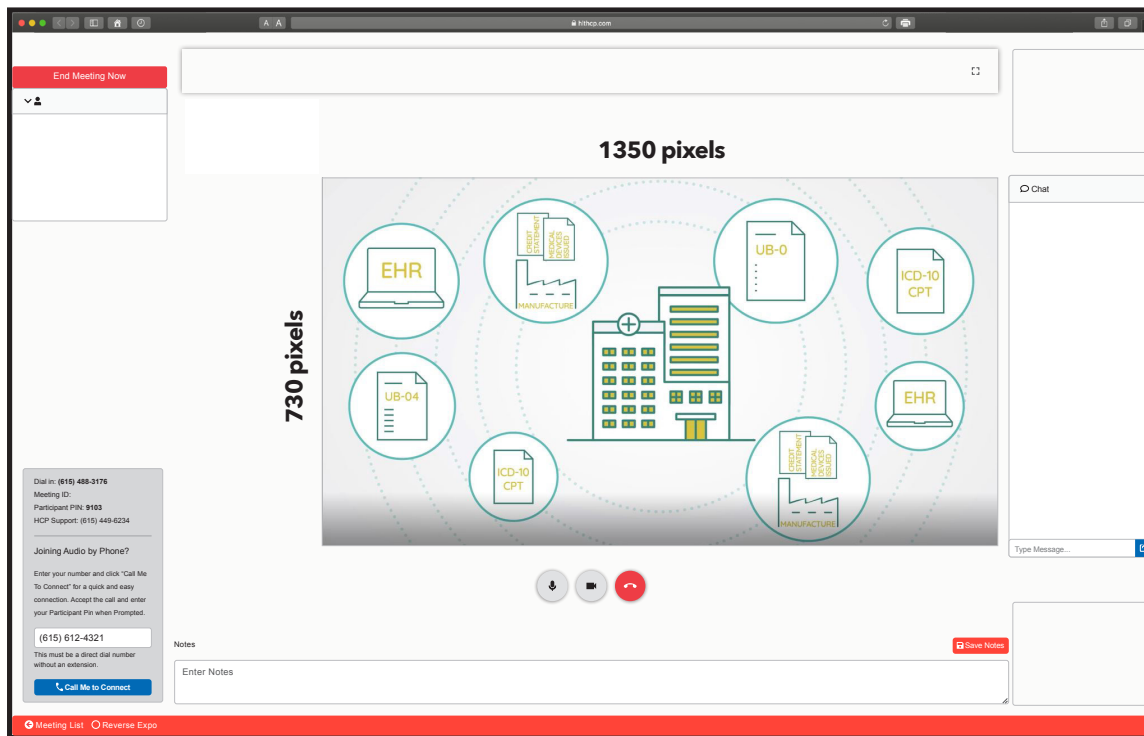 A A
hlthcp.com
End Meeting Now
1350 pixels
730 pixels
EHR
CREDIT
STATEMENT
MEDICAL
DEVICES
ISSUED
MANUFACTURE
UB-0
ICD-10
CPT
UB-04
EHR
ICD-10
CPT
CREDIT
STATEMENT
MEDICAL
DEVICES
ISSUED
MANUFACTURE
Chat
Type Message...
Dial in: (615) 488-3176
Meeting ID:
Participant PIN: 9103
HCP Support: (615) 449-6234
Joining Audio by Phone?
Enter your number and click “Call Me
To Connect” for a quick and easy
connection. Accept the call and enter
your Participant Pin when Prompted.
(615) 612-4321
This must be a direct dial number
without an extension.
Call Me to Connect
Notes
Save Notes
Enter Notes
Meeting List
Reverse Expo